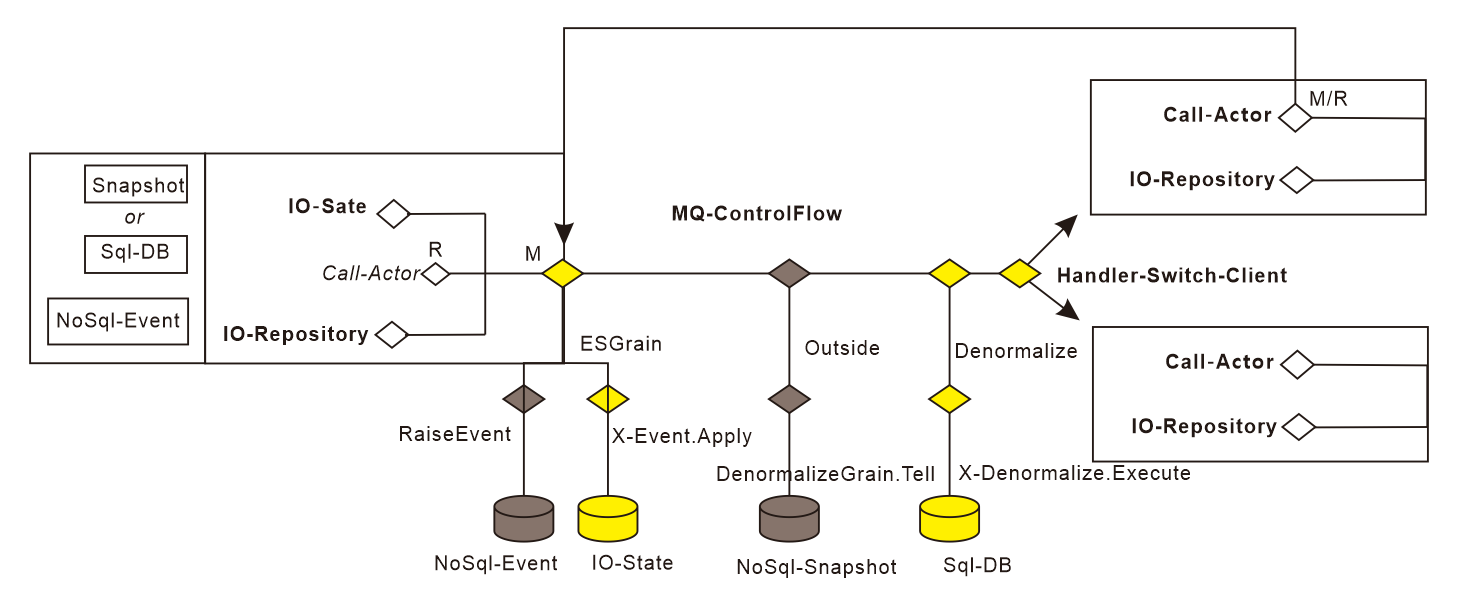 M/R
Call-Actor
IO-Repository
Snapshot
or
Sql-DB
NoSql-Event
IO-Sate
R
Call-Actor
IO-Repository
M
MQ-ControlFlow
Handler-Switch-Client
ESGrain
Outside
Denormalize
Call-Actor
IO-Repository
RaiseEvent
X-Event.Apply
DenormalizeGrain.Tell
X-Denormalize.Execute
NoSql-Event
IO-State
NoSql-Snapshot
Sql-DB